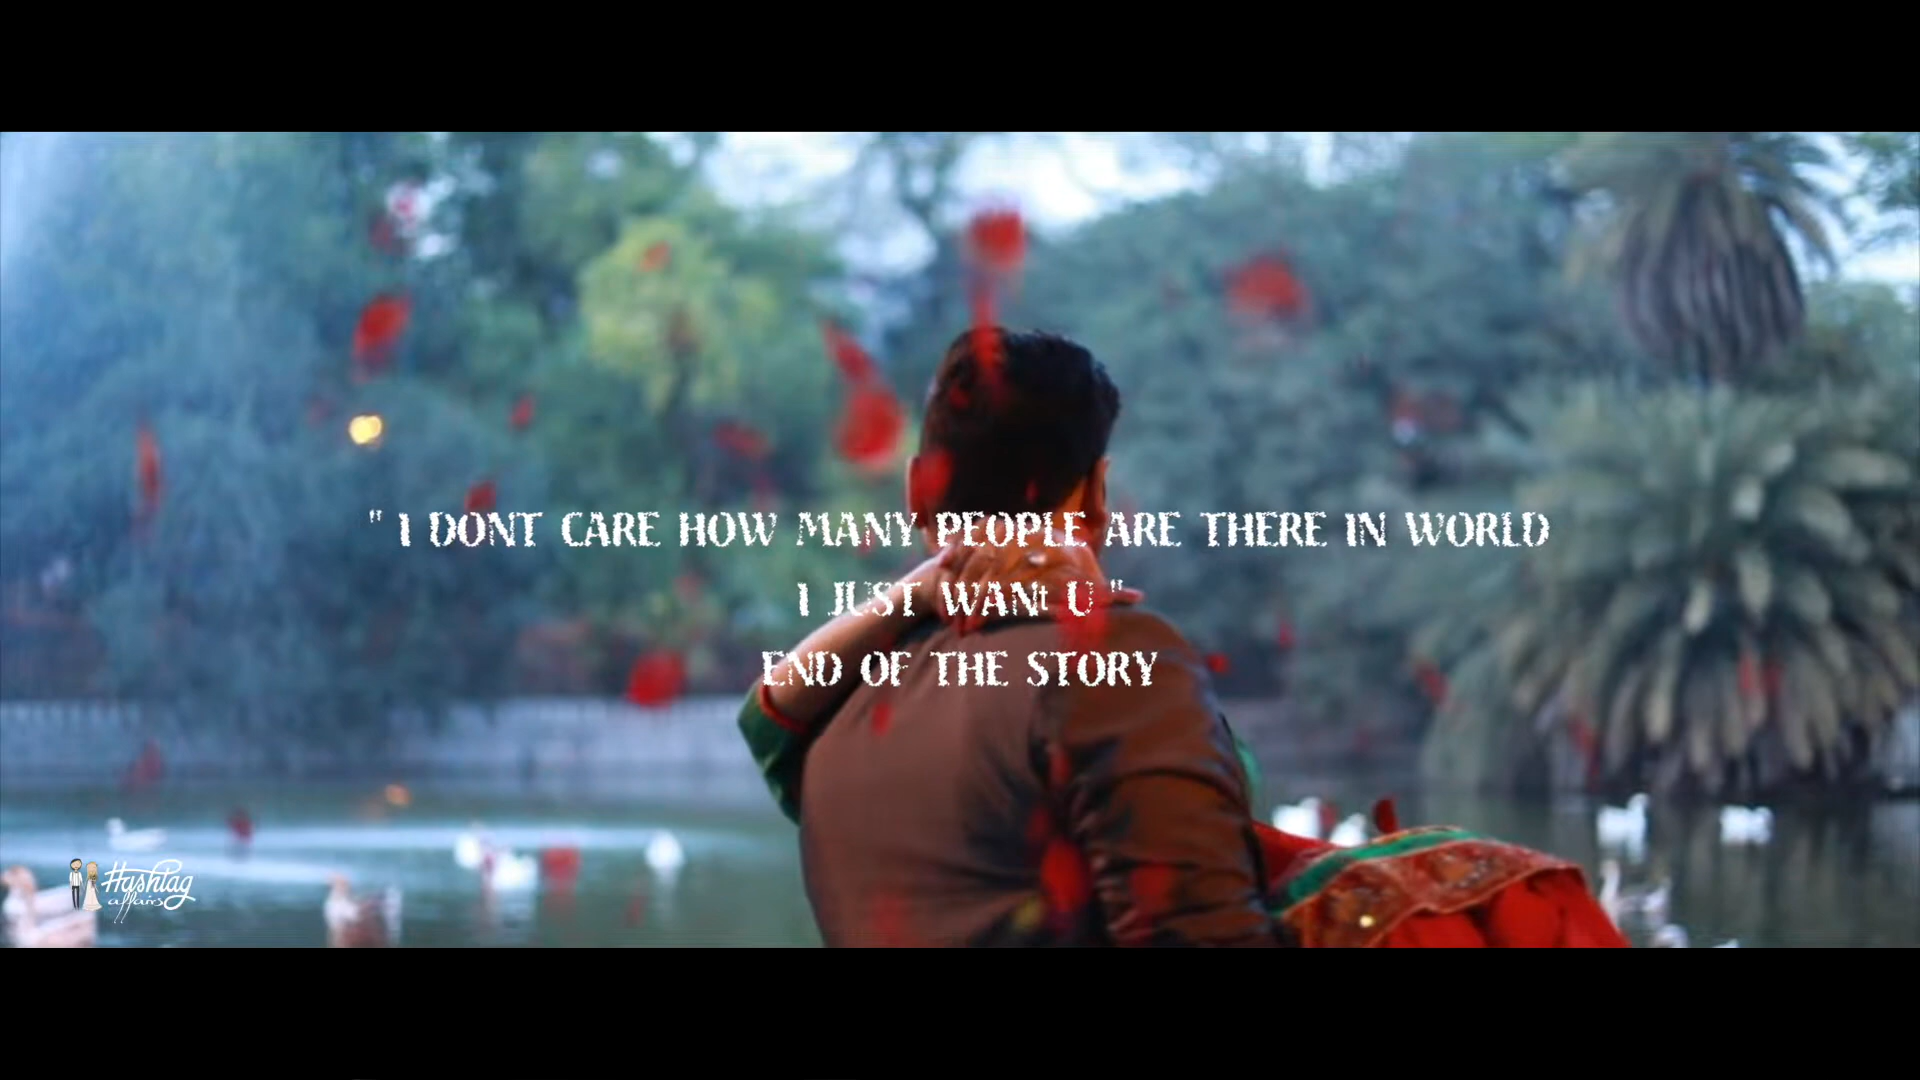 " I DONT CARE HOW MANY PEOPLE ARE THERE IN WORLD
I JUST WANt U "
END OF THE STORY
Hashtag
affairs